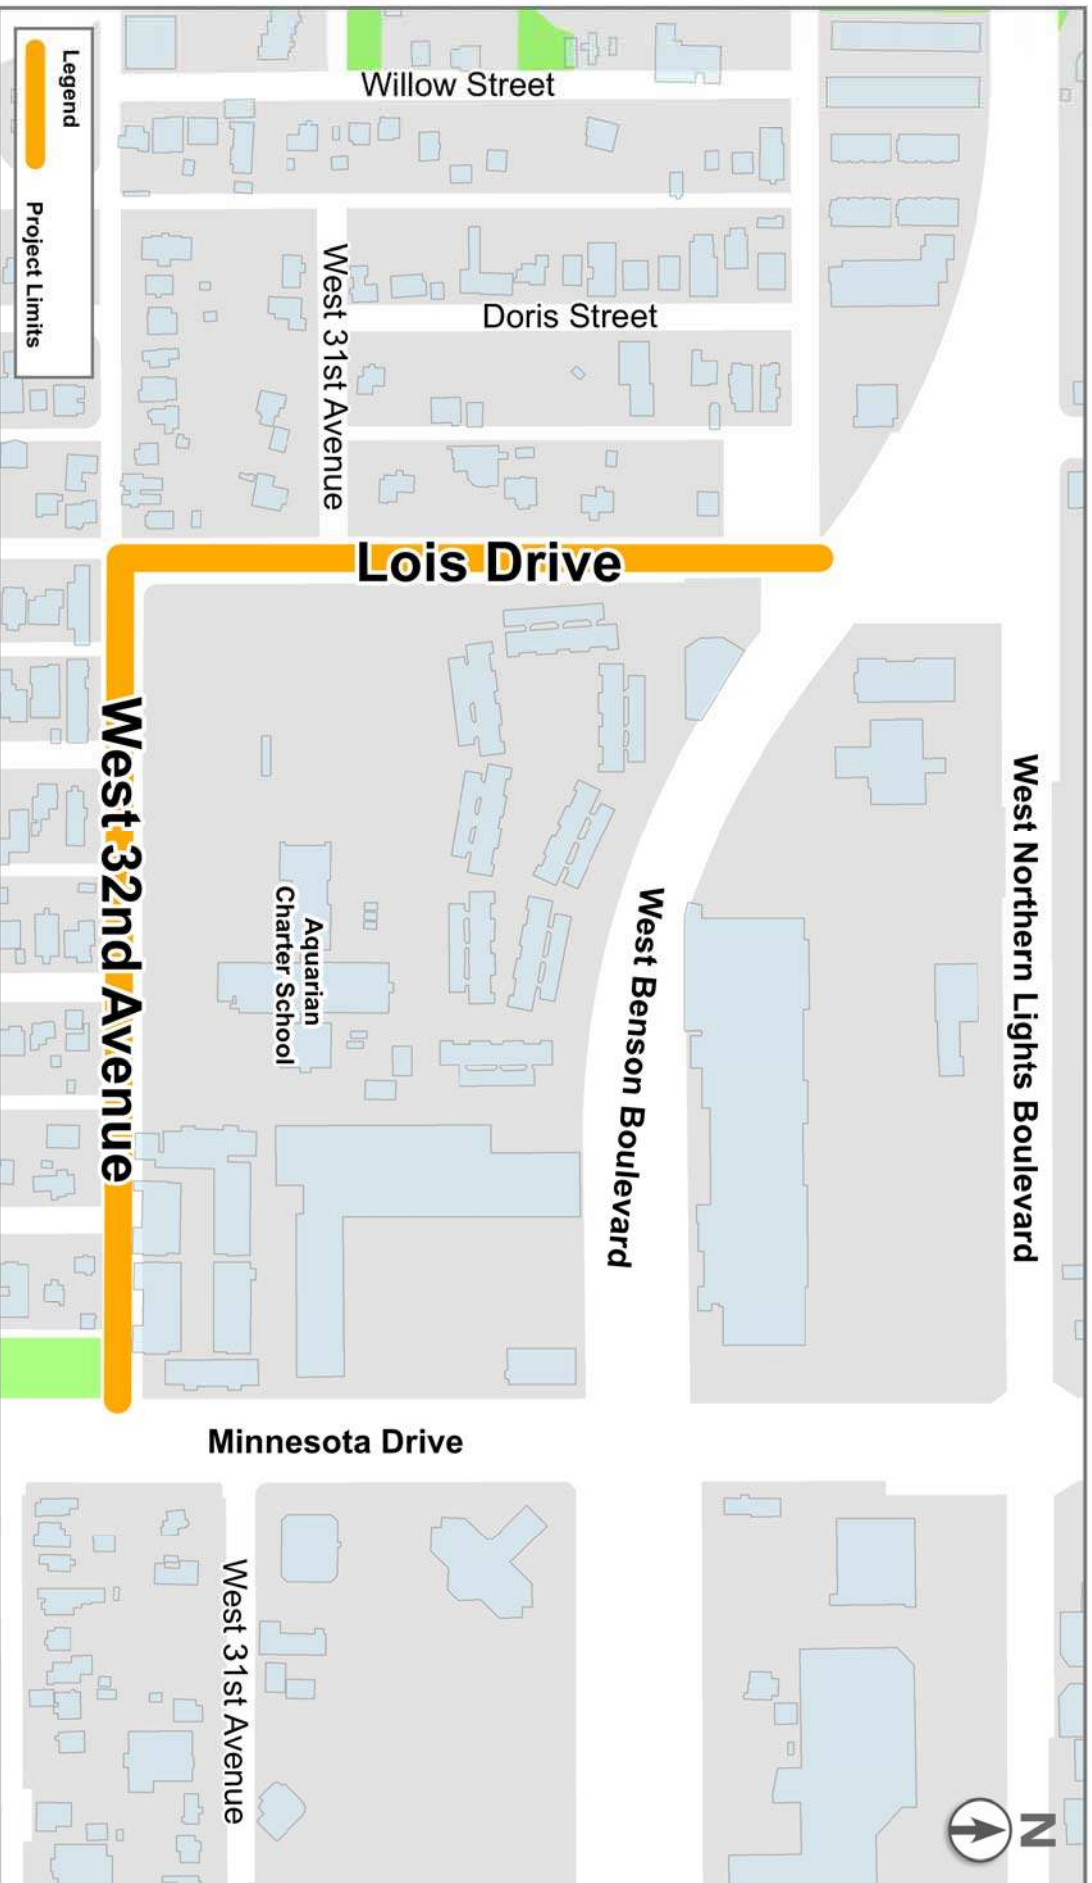 Legend
Project Limits
Willow Street
West 31st Avenue
Doris Street
Lois Drive
West 32nd Avenue
Aquarian
Charter School
West Benson Boulevard
West Northern Lights Boulevard
Minnesota Drive
West 31st Avenue
N